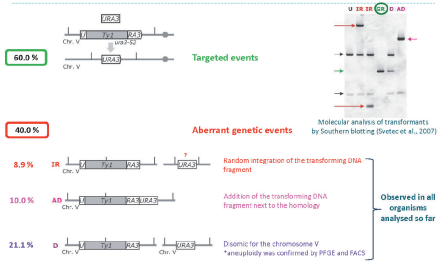 URA3
U Ty1 RA3
Chr. V
ura3-52
60.0 %
URA3
Chr. V
Targeted events
U IR IR GR D AD
Molecular analysis of transformants
by Southern blotting (Svetec et al., 2007)
40.0 %
Aberrant genetic events
8.9 % IR
U Ty1 RA3
Chr. V
?
URA3
Random integration of the transforming DNA
fragment
10.0 % AD
U Ty1 RA3 URA3
Chr. V
Addition of the transforming DNA
fragment next to the homology
21.1 % D
U Ty1 RA3
Chr. V
URA3
Chr. V
Disomic for the chromosome V
*aneuploidy was confirmed by PFGE and FACS
Observed in all
organisms
analysed so far